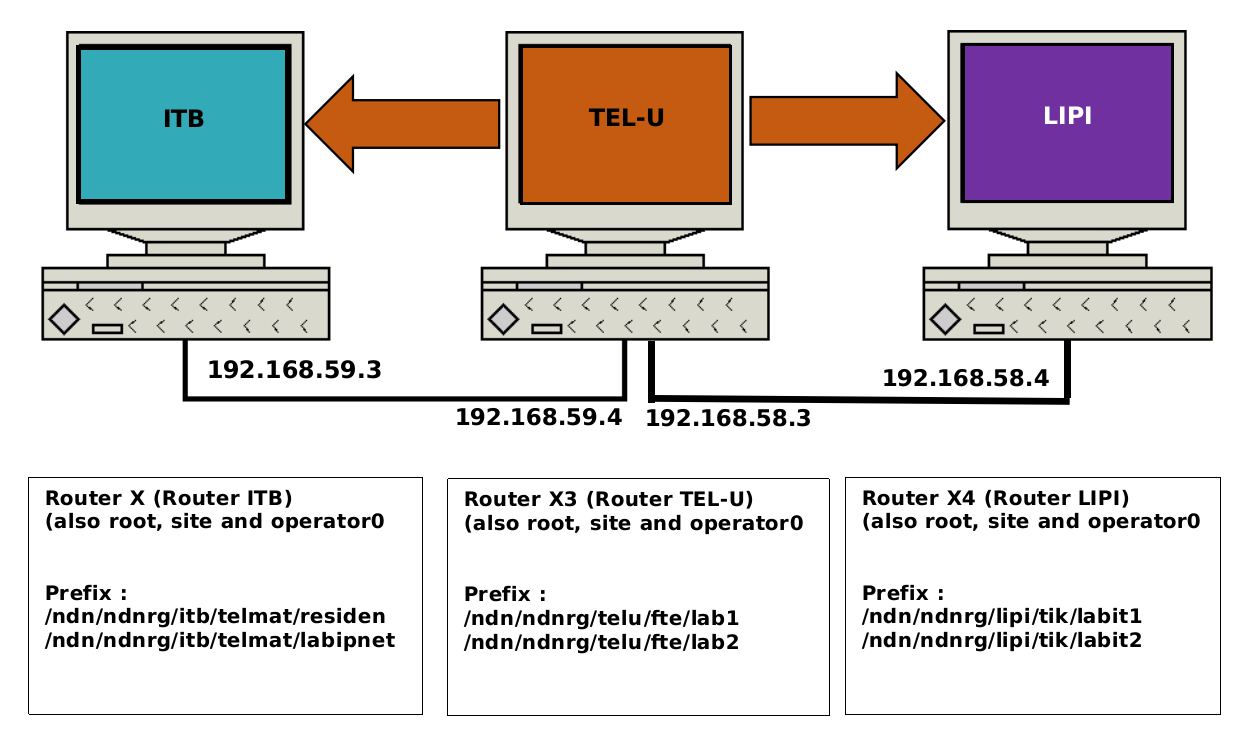 ITB
TEL-U
LIPI
192.168.59.3
192.168.59.4
192.168.58.3
192.168.58.4
Router X (Router ITB)
(also root, site and operator0
Prefix :
/ndn/ndnrg/itb/telmat/residen
/ndn/ndnrg/itb/telmat/labipnet
Router X3 (Router TEL-U)
(also root, site and operator0
Prefix :
/ndn/ndnrg/telu/fte/lab1
/ndn/ndnrg/telu/fte/lab2
Router X4 (Router LIPI)
(also root, site and operator0
Prefix :
/ndn/ndnrg/lipi/tik/labit1
/ndn/ndnrg/lipi/tik/labit2